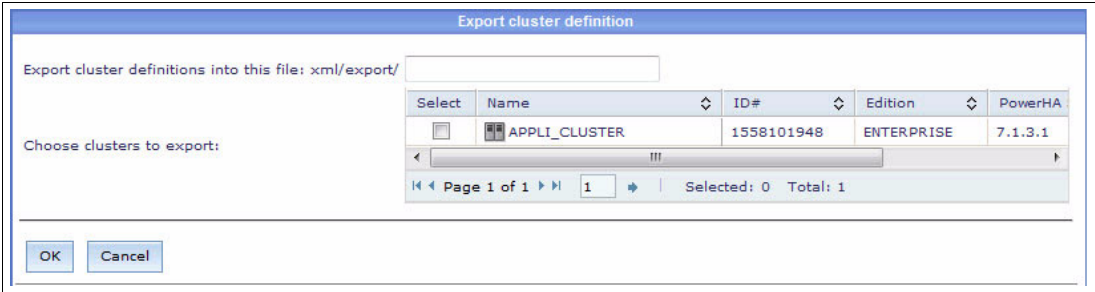 Export cluster definition
Export cluster definitions into this file: xml/export/
Select Name ID# Edition PowerHA
Choose clusters to export:
APPLI_CLUSTER 1558101948 ENTERPRISE 7.1.3.1
Page 1 of 1 1 Selected: 0 Total: 1
OK Cancel